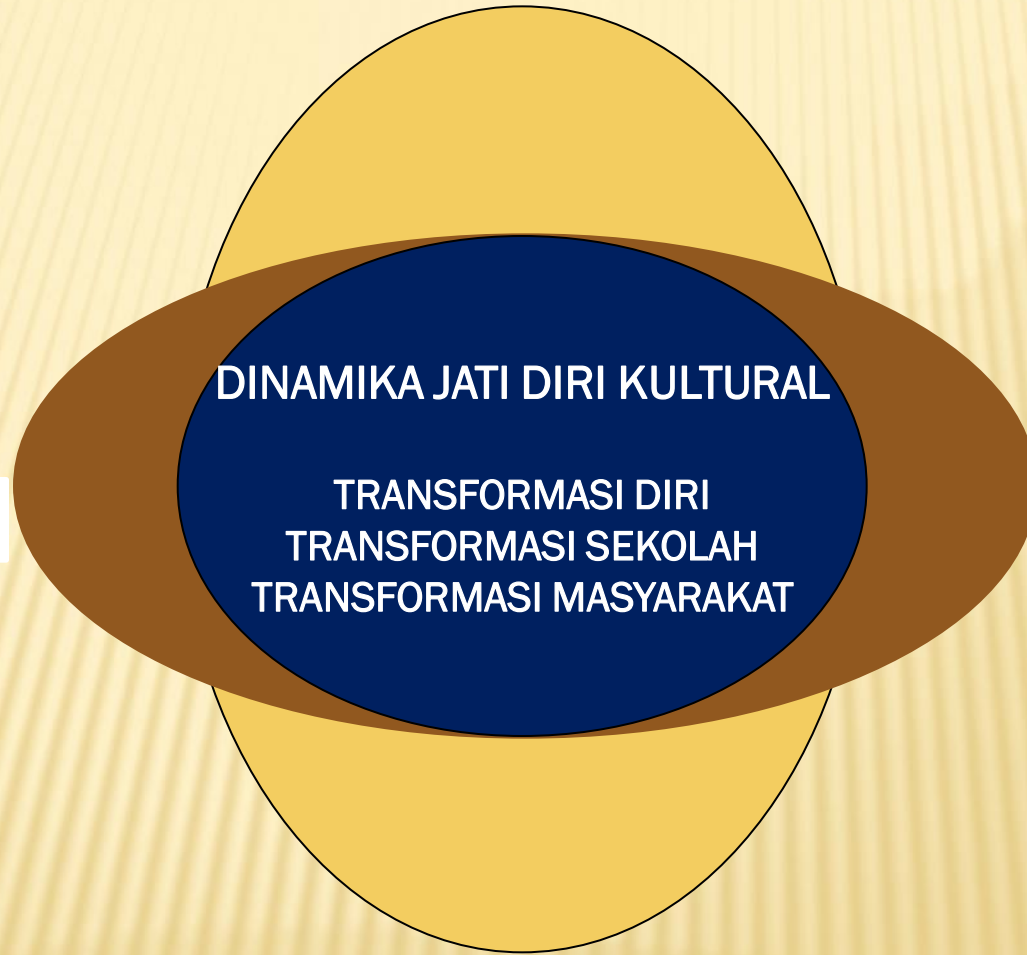 DINAMIKA JATI DIRI KULTURAL
TRANSFORMASI DIRI
TRANSFORMASI SEKOLAH
TRANSFORMASI MASYARAKAT